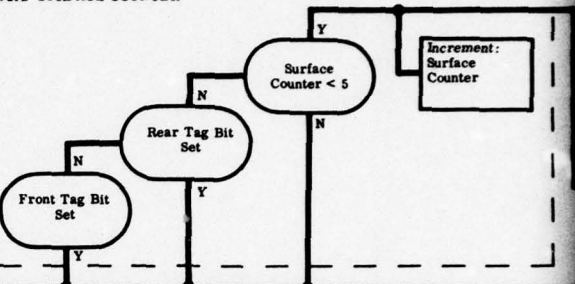 Y
Increment:
Surface
Counter
Surface
Counter < 5
N
N
Rear Tag Bit
Set
N
Y
Front Tag Bit
Set
Y